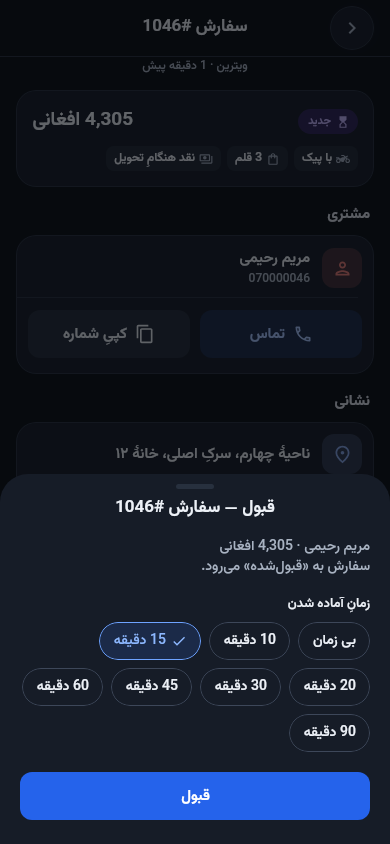 سفارش #1046
ویترین · 1 دقیقه پیش
جدید
4,305 افغانی
با پیک
3 قلم
نقد هنگام تحویل
مشتری
مریم رحیمی
070000046
تماس
کپیِ شماره
نشانی
ناحیهٔ چهارم، سرکِ اصلی، خانهٔ ۱۲
قبول — سفارش #1046
مریم رحیمی · 4,305 افغانی
سفارش به «قبول‌شده» می‌رود.
زمانِ آماده شدن
بی زمان
10 دقیقه
15 دقیقه
20 دقیقه
30 دقیقه
45 دقیقه
60 دقیقه
90 دقیقه
قبول